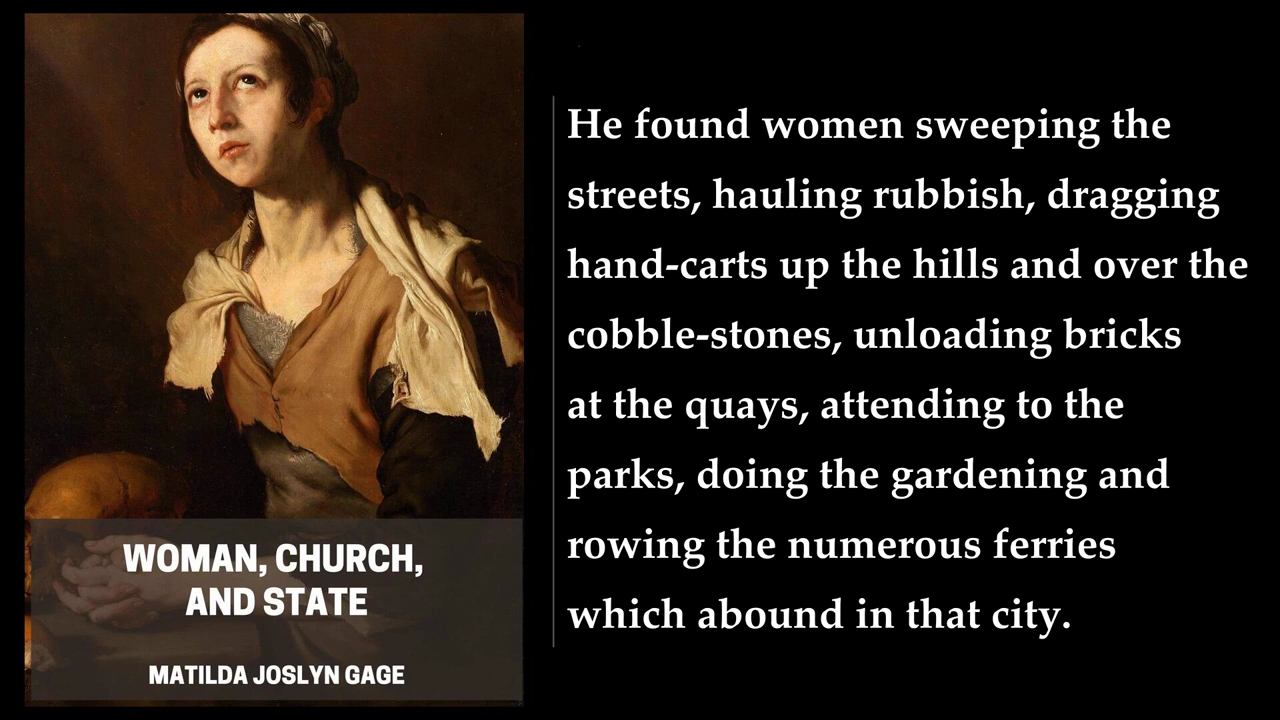 WOMAN, CHURCH,
AND STATE
MATILDA JOSLYN GAGE
He found women sweeping the
streets, hauling rubbish, dragging
hand-carts up the hills and over the
cobble-stones, unloading bricks
at the quays, attending to the
parks, doing the gardening and
rowing the numerous ferries
which abound in that city.